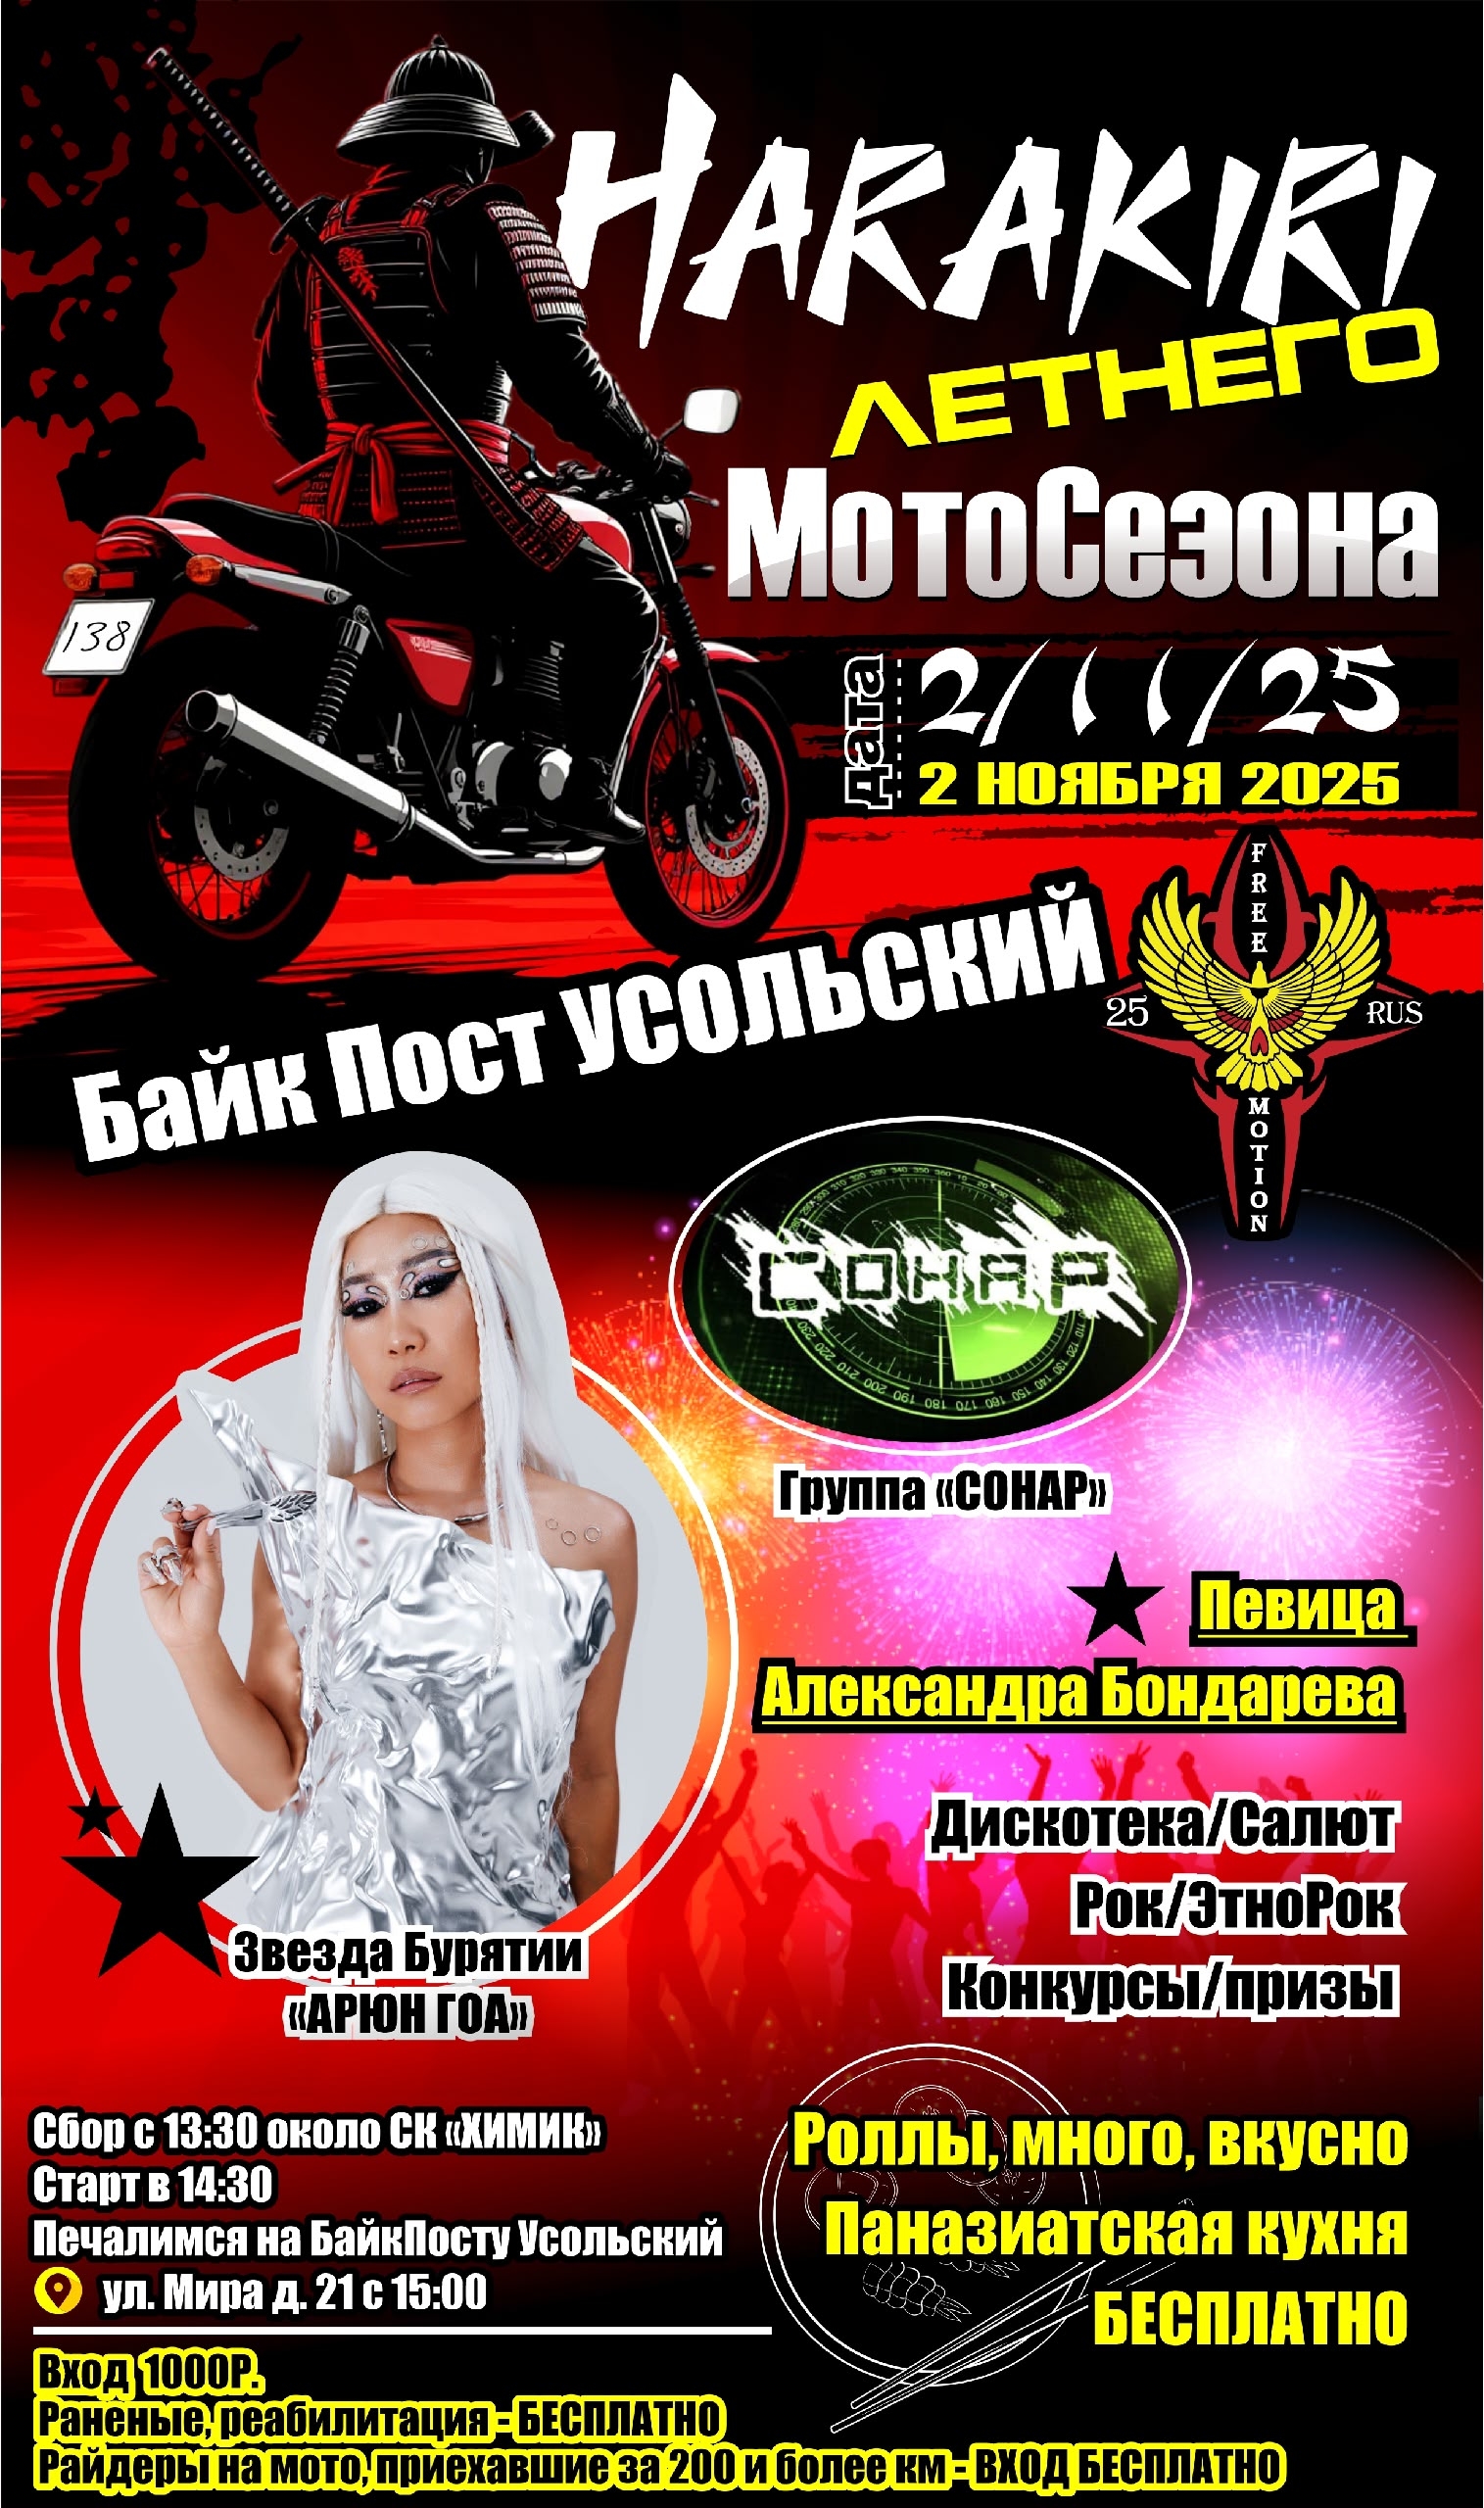 HARAKIRI
ЛЕТНЕГО
МотоСезона
138
дата
2/11/25
2 НОЯБРЯ 2025
FREE
25 RUS
MOTION
Байк Пост УСОЛЬСКИЙ
СОНАР
Группа «СОНАР»
Певица
Александра Бондарева
Дискотека/Салют
Рок/ЭтноРок
Конкурсы/призы
Звезда Бурятии
«АРЮН ГОА»
Сбор с 13:30 около СК «ХИМИК»
Старт в 14:30
Печалимся на БайкПосту Усольский
ул. Мира д. 21 с 15:00
Роллы, много, вкусно
Паназиатская кухня
БЕСПЛАТНО
Вход 1000Р.
Раненые, реабилитация - БЕСПЛАТНО
Райдеры на мото, приехавшие за 200 и более км - ВХОД БЕСПЛАТНО